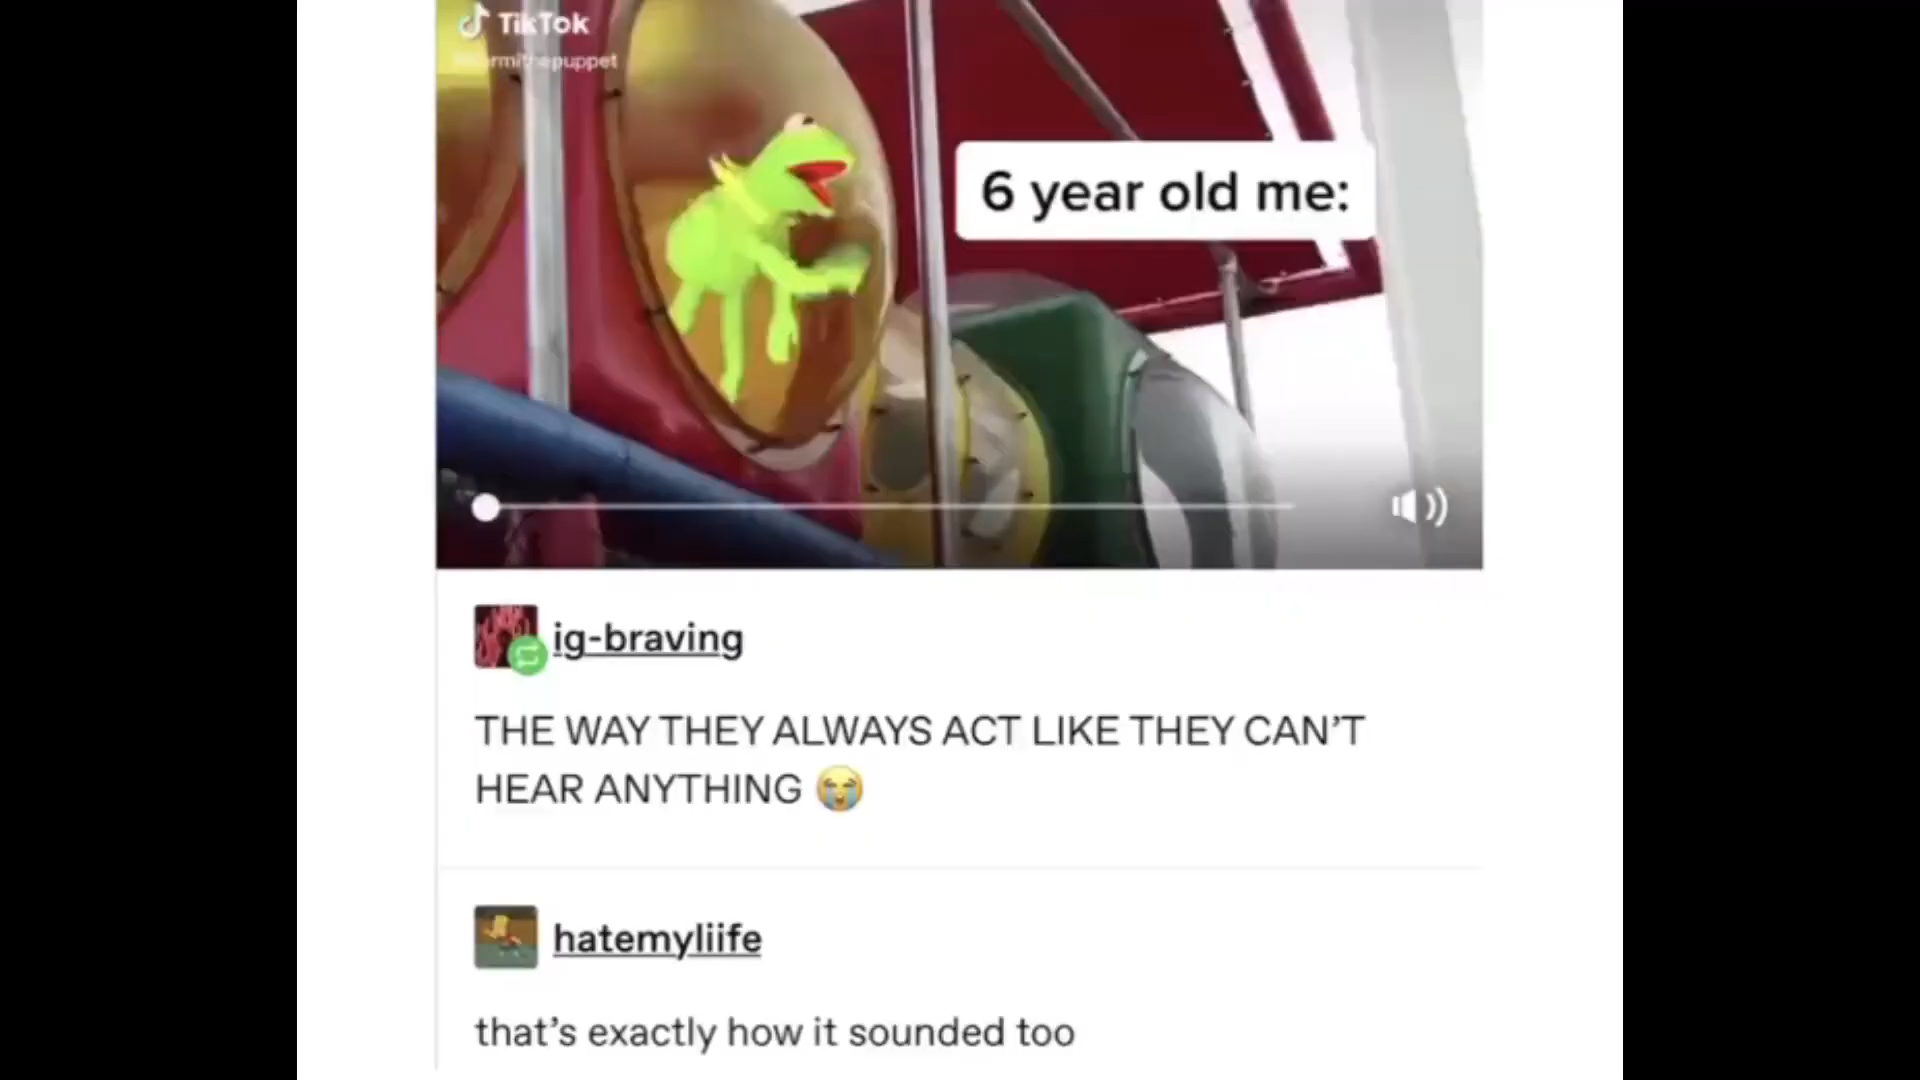 TikTok
6 year old me:
ig-braving
THE WAY THEY ALWAYS ACT LIKE THEY CAN’T
HEAR ANYTHING 😭
hatemyliife
that’s exactly how it sounded too